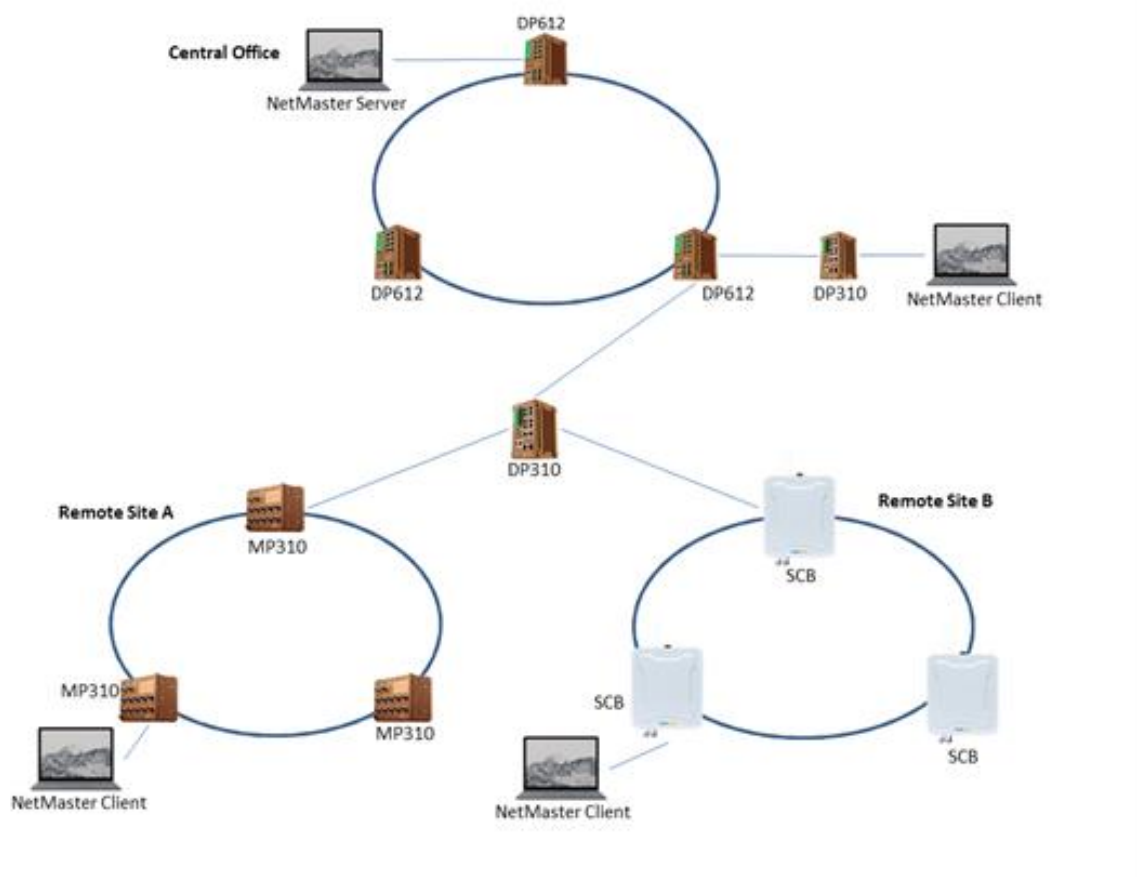 DP612
Central Office
NetMaster Server
DP612
DP612
DP310
NetMaster Client
DP310
Remote Site A
Remote Site B
MP310
SCB
MP310
SCB
MP310
SCB
NetMaster Client
NetMaster Client